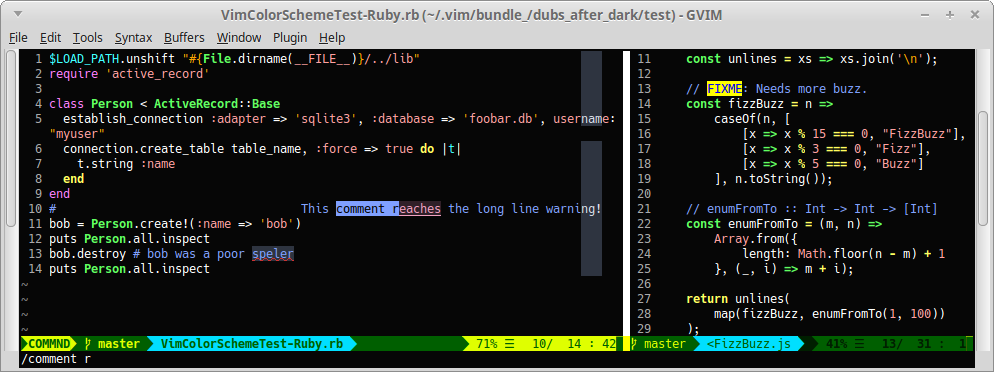 VimColorSchemeTest-Ruby.rb (~/.vim/bundle_/dubs_after_dark/test) - GVIM
File Edit Tools Syntax Buffers Window Plugin Help
1 $LOAD_PATH.unshift "#{File.dirname(__FILE__)}/../lib"
2 require 'active_record'
3
4 class Person < ActiveRecord::Base
5   establish_connection :adapter => 'sqlite3', :database => 'foobar.db', username:
"myuser"
6   connection.create_table table_name, :force => true do |t|
7     t.string :name
8   end
9 end
10 #                                  This comment reaches the long line warning!
11 bob = Person.create!(:name => 'bob')
12 puts Person.all.inspect
13 bob.destroy # bob was a poor speler
14 puts Person.all.inspect
~
~
~
~
COMMND master VimColorSchemeTest-Ruby.rb 71% ☰ 10/ 14 : 42
/comment r
11     const unlines = xs => xs.join('\n');
12
13     // FIXME: Needs more buzz.
14     const fizzBuzz = n =>
15         caseOf(n, [
16             [x => x % 15 === 0, "FizzBuzz"],
17             [x => x % 3 === 0, "Fizz"],
18             [x => x % 5 === 0, "Buzz"]
19         ], n.toString());
20
21     // enumFromTo :: Int -> Int -> [Int]
22     const enumFromTo = (m, n) =>
23         Array.from({
24             length: Math.floor(n - m) + 1
25         }, (_, i) => m + i);
26
27     return unlines(
28         map(fizzBuzz, enumFromTo(1, 100))
29     );
master <FizzBuzz.js 41% ☰ 13/ 31 : 1